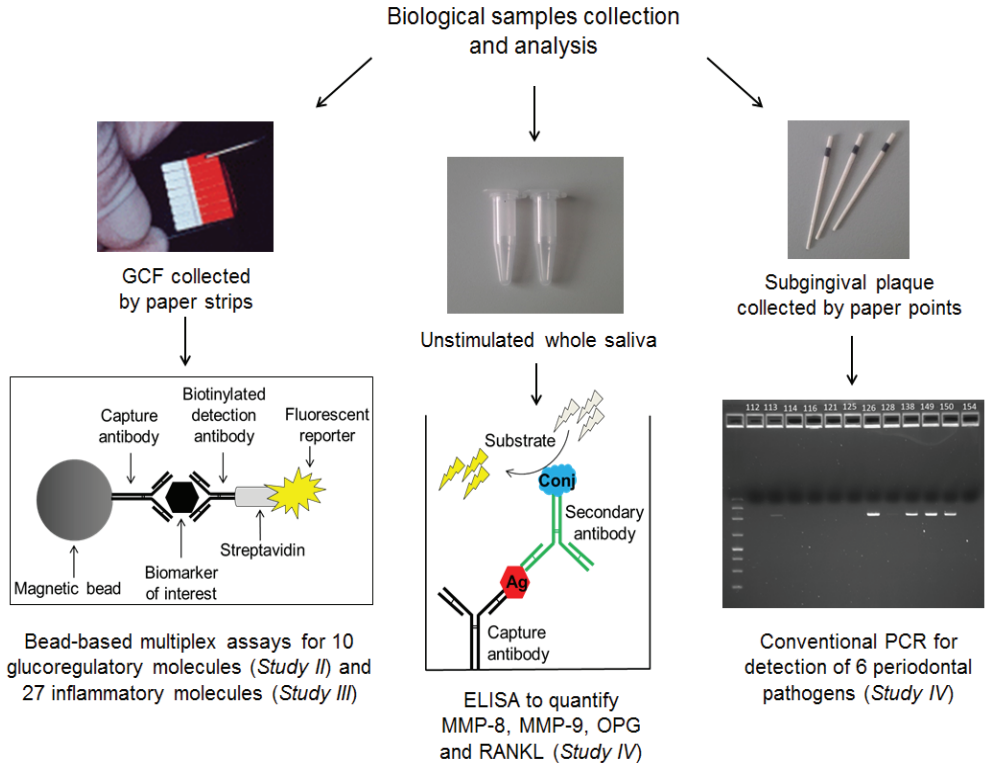 Biological samples collection
and analysis
GCF collected
by paper strips
Capture
antibody
Biotinylated
detection
antibody
Fluorescent
reporter
Magnetic bead
Biomarker
of interest
Streptavidin
Bead-based multiplex assays for 10
glucoregulatory molecules (Study II) and
27 inflammatory molecules (Study III)
Unstimulated whole saliva
Substrate
Conj
Secondary
antibody
Ag
Capture
antibody
ELISA to quantify
MMP-8, MMP-9, OPG
and RANKL (Study IV)
Subgingival plaque
collected by paper points
112 113 114 116 121 125 126 128 138 149 150 154
Conventional PCR for
detection of 6 periodontal
pathogens (Study IV)